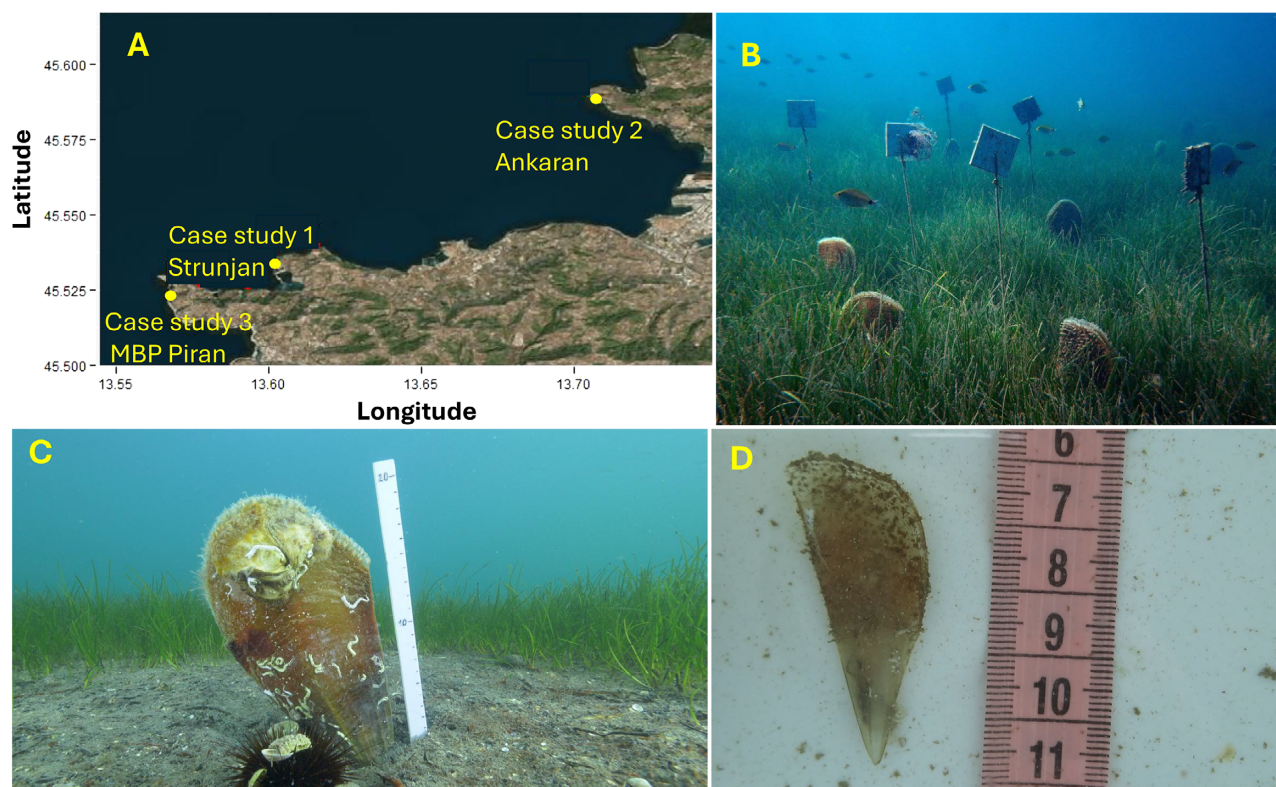 A
Latitude
45.600
45.575
45.550
45.525
45.500
Case study 2
Ankaran
Case study 1
Strunjan
Case study 3
MBP Piran
13.55
13.60
13.65
13.70
Longitude
B
C
20
10
D
6
7
8
9
10
11